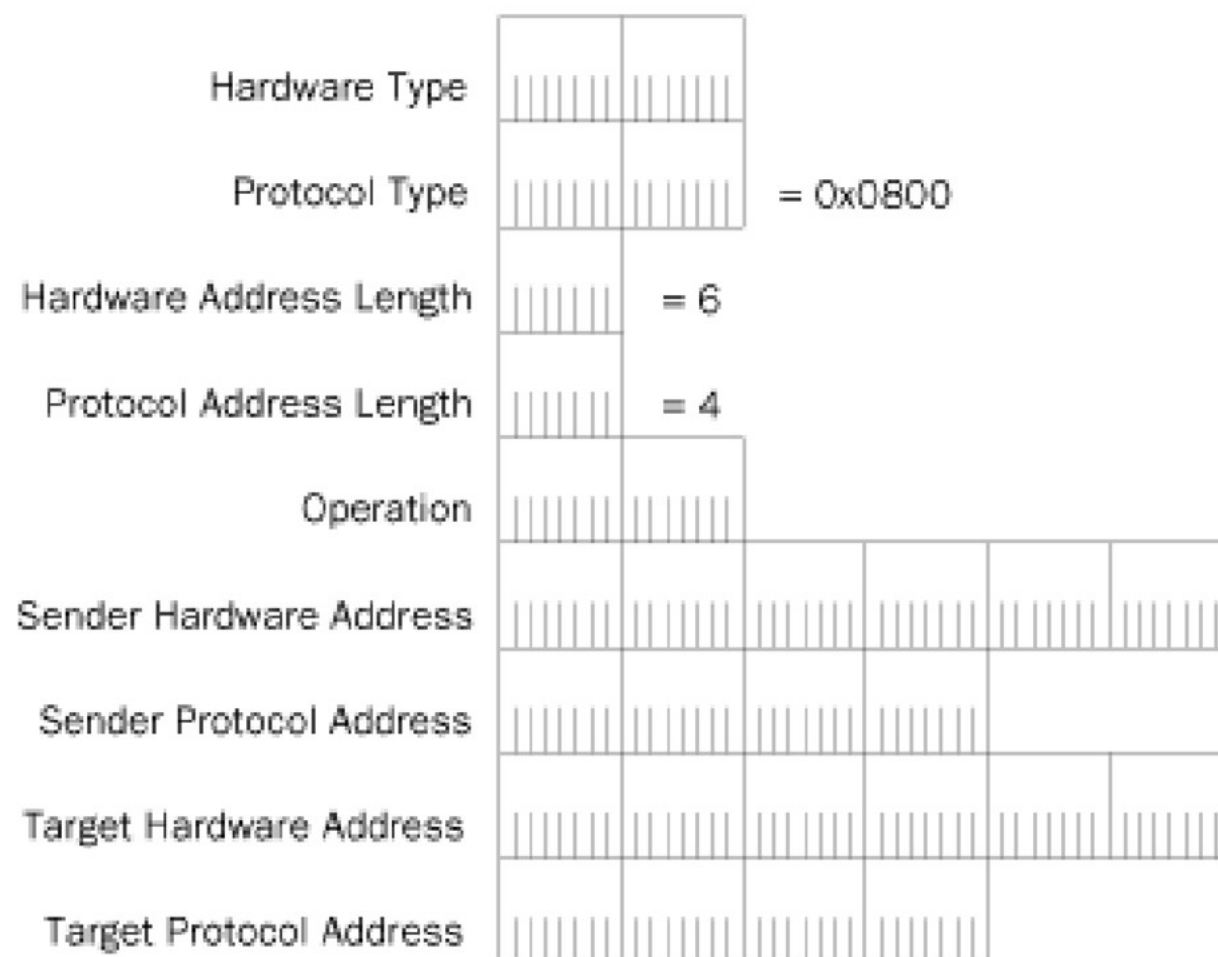 Hardware Type
Protocol Type = 0x0800
Hardware Address Length = 6
Protocol Address Length = 4
Operation
Sender Hardware Address
Sender Protocol Address
Target Hardware Address
Target Protocol Address